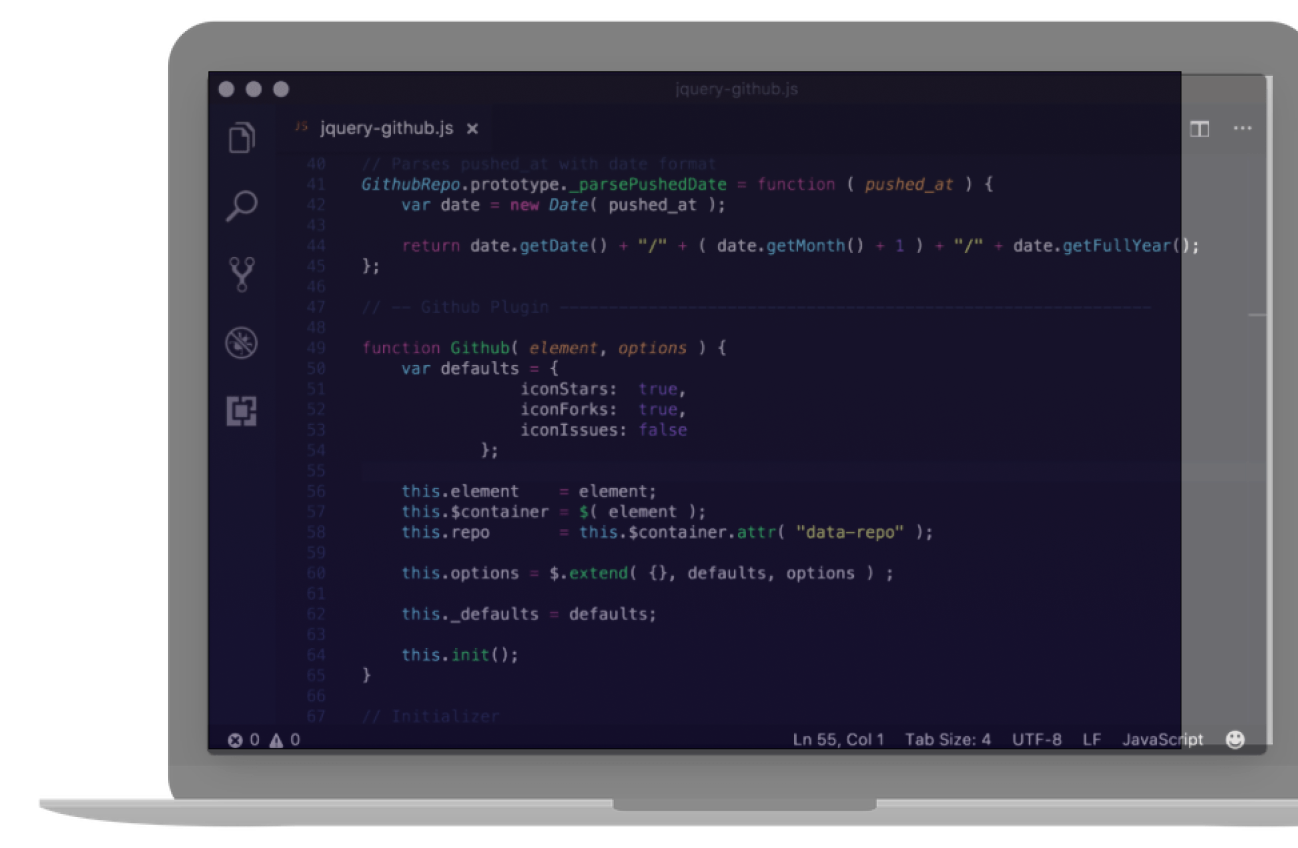 jquery-github.js
JS jquery-github.js ×
40 // Parses pushed_at with date format
41 GithubRepo.prototype._parsePushedDate = function ( pushed_at ) {
42     var date = new Date( pushed_at );
43
44     return date.getDate() + "/" + ( date.getMonth() + 1 ) + "/" + date.getFullYear();
45 };
46
47 // –– Github Plugin ––––––––––––––––––––––––––––––––––––––––––––––––––––––––––––
48
49 function Github( element, options ) {
50     var defaults = {
51                 iconStars:  true,
52                 iconForks:  true,
53                 iconIssues: false
54             };
55
56     this.element    = element;
57     this.$container = $( element );
58     this.repo       = this.$container.attr( "data-repo" );
59
60     this.options = $.extend( {}, defaults, options ) ;
61
62     this._defaults = defaults;
63
64     this.init();
65 }
66
67 // Initializer
0 0 Ln 55, Col 1 Tab Size: 4 UTF-8 LF JavaScript